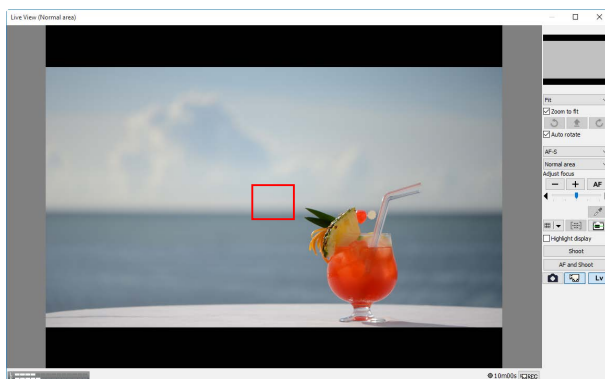 Live View (Normal area)
Fit
Zoom to fit
Auto rotate
AF-S
Normal area
Adjust focus
AF
Highlight display
Shoot
AF and Shoot
Lv
10m00s REC